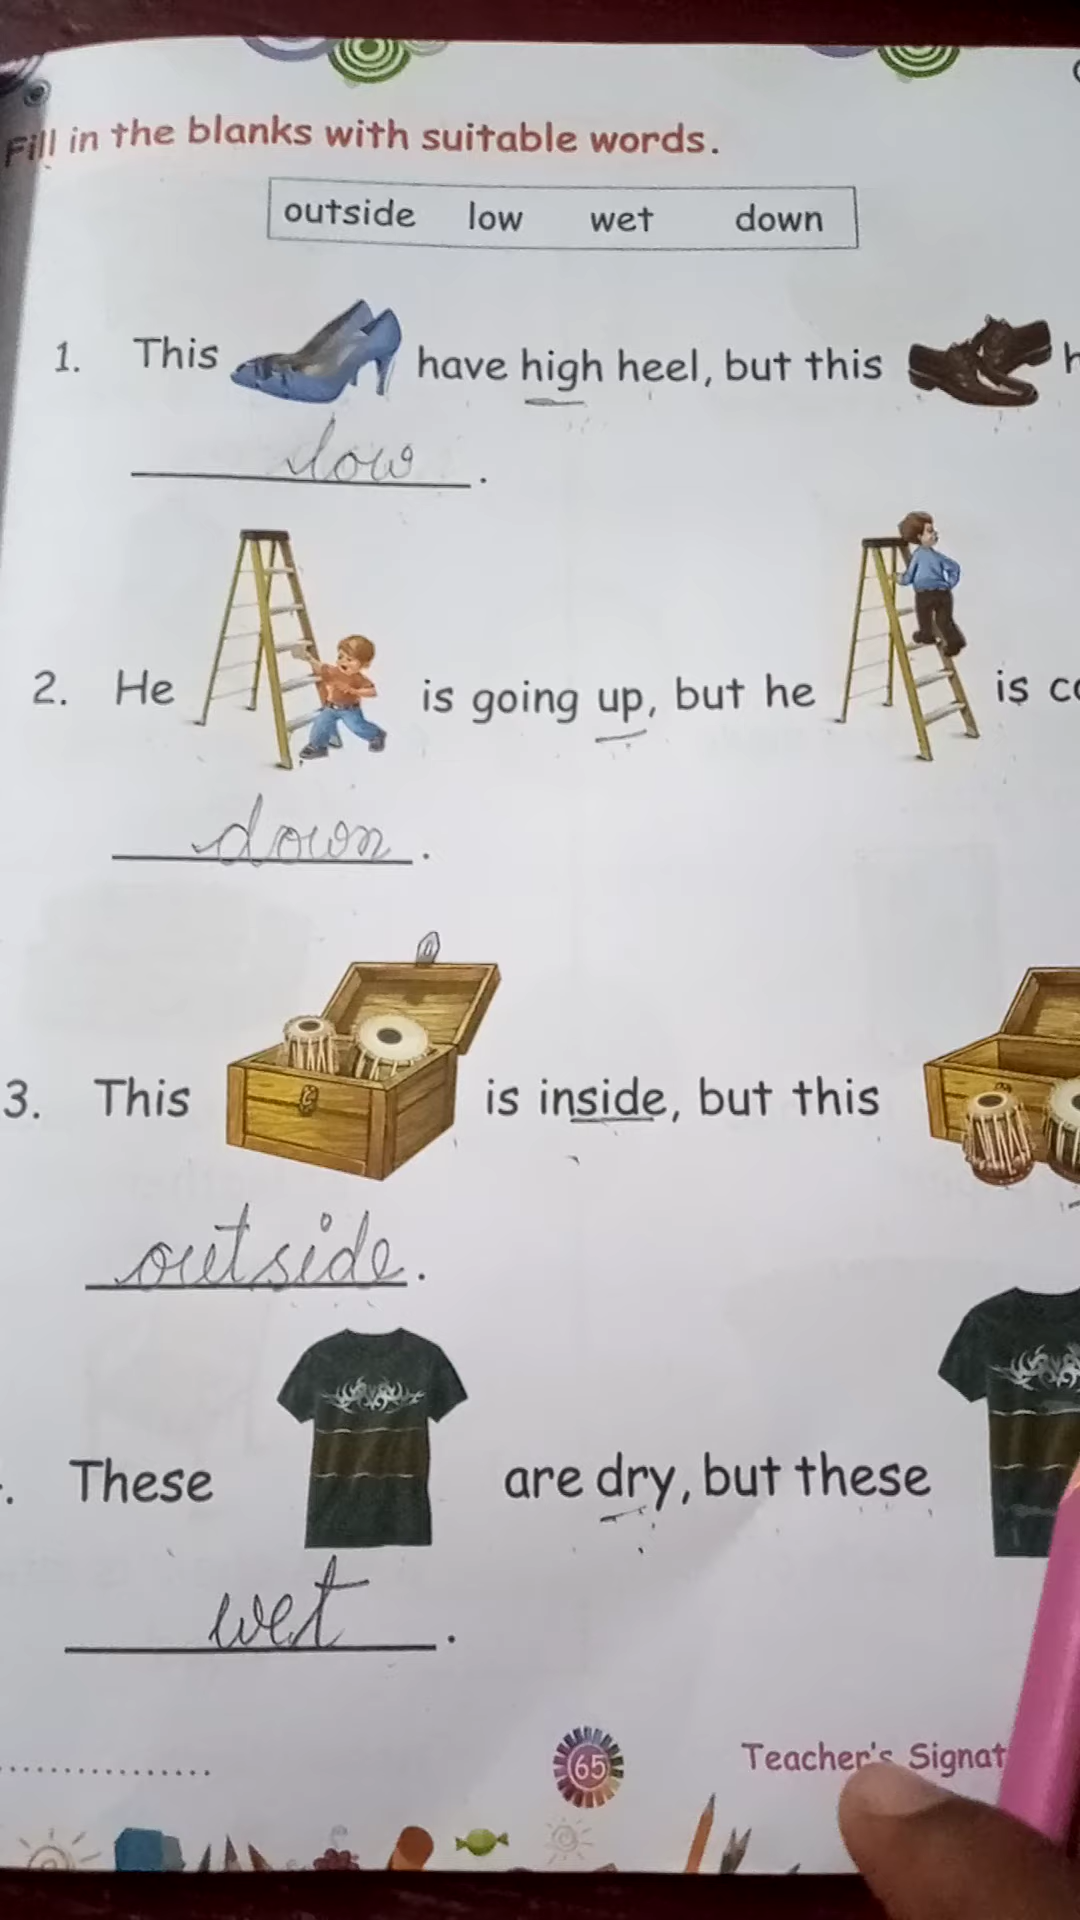 Fill in the blanks with suitable words.
outside low wet down
1. This have high heel, but this
low.
2. He is going up, but he is
down.
3. This is inside, but this
outside.
These are dry, but these
wet.
65 Teacher's